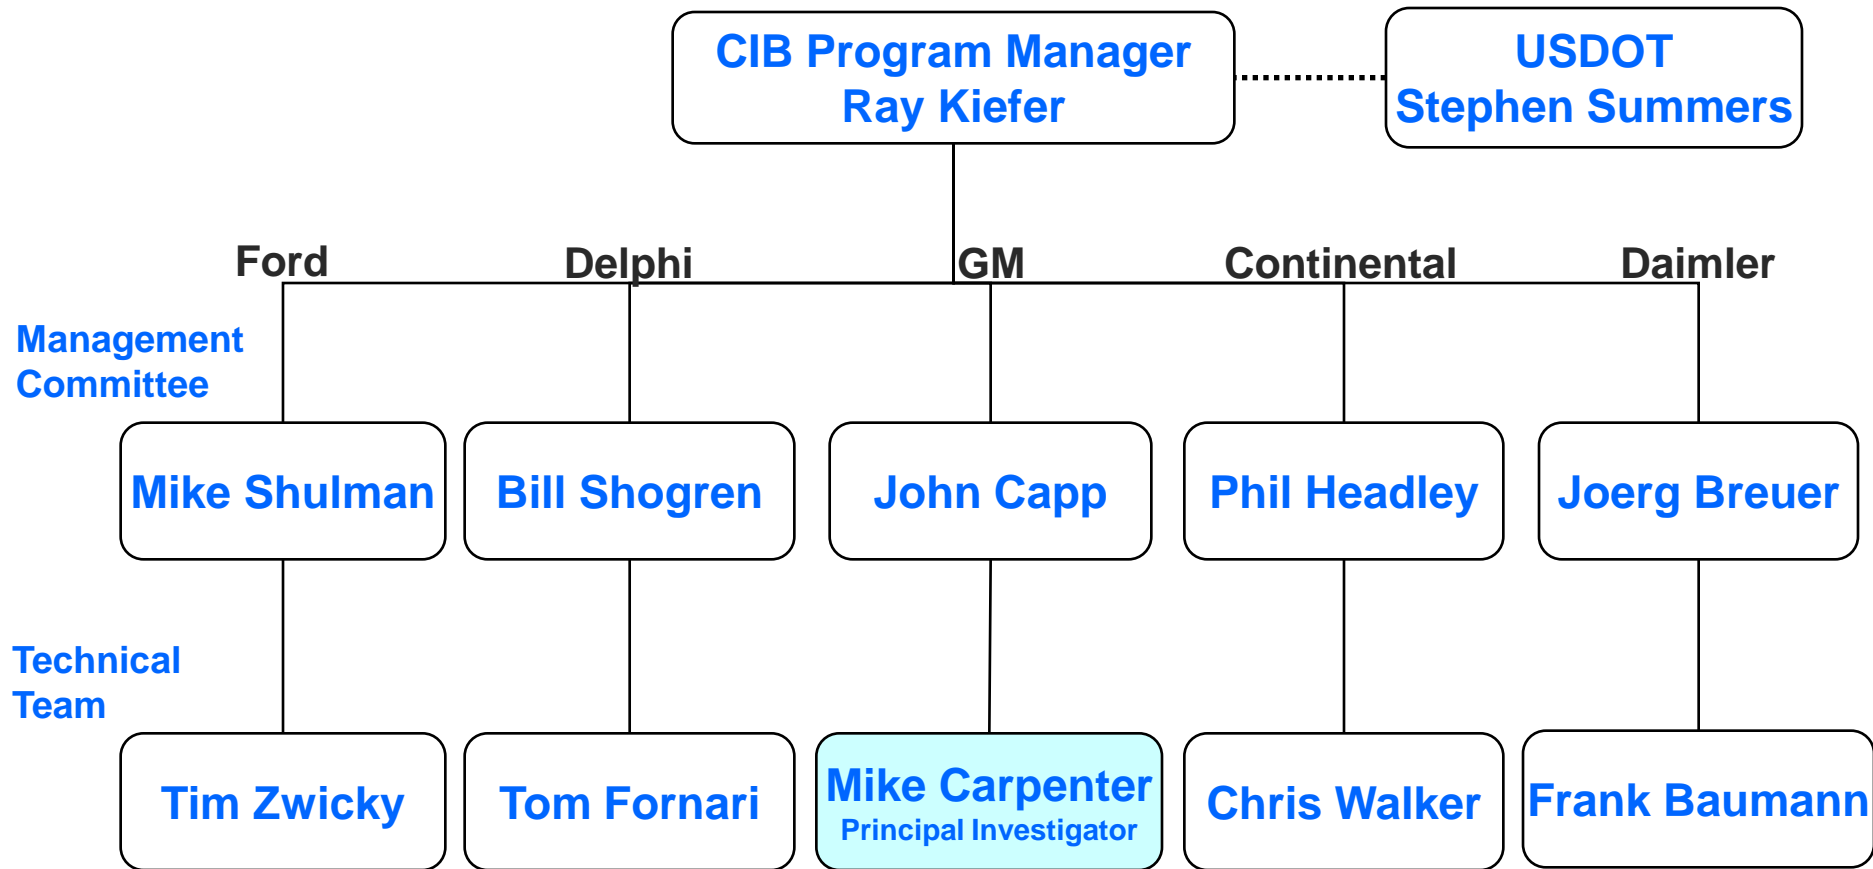 CIB Program Manager
Ray Kiefer
USDOT
Stephen Summers
Ford
Delphi
GM
Continental
Daimler
Management
Committee
Mike Shulman
Bill Shogren
John Capp
Phil Headley
Joerg Breuer
Technical
Team
Tim Zwicky
Tom Fornari
Mike Carpenter
Principal Investigator
Chris Walker
Frank Baumann